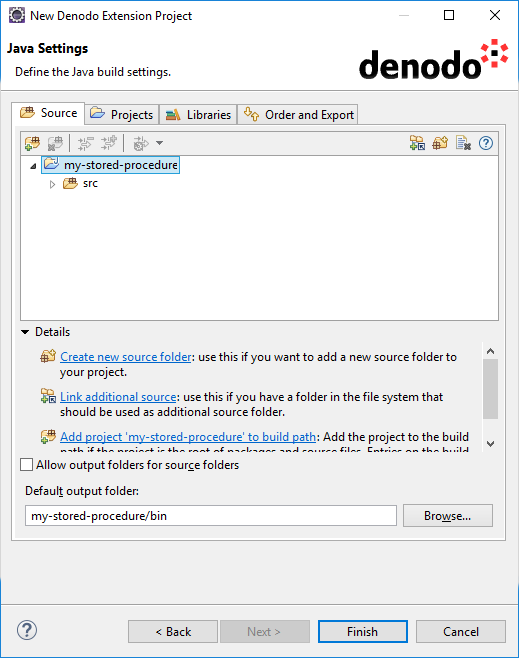 New Denodo Extension Project
Java Settings
Define the Java build settings.
denodo
Source
Projects
Libraries
Order and Export
my-stored-procedure
src
Details
Create new source folder: use this if you want to add a new source folder to
your project.
Link additional source: use this if you have a folder in the file system that
should be used as additional source folder.
Add project 'my-stored-procedure' to build path: Add the project to the build
path if the project is the root of packages and source files. Entries on the build
Allow output folders for source folders
Default output folder:
my-stored-procedure/bin
Browse...
< Back
Next >
Finish
Cancel